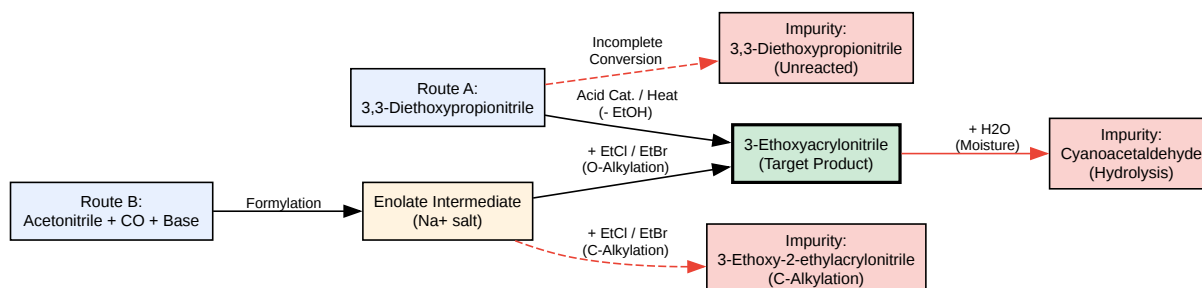 Impurity:
3,3-Diethoxypropionitrile
(Unreacted)
Incomplete
Conversion
Route A:
3,3-Diethoxypropionitrile
Acid Cat. / Heat
(- EtOH)
3-Ethoxyacrylonitrile
(Target Product)
+ H2O
(Moisture)
Impurity:
Cyanoacetaldehyde
(Hydrolysis)
+ EtCl / EtBr
(O-Alkylation)
Route B:
Acetonitrile + CO + Base
Formylation
Enolate Intermediate
(Na+ salt)
+ EtCl / EtBr
(C-Alkylation)
Impurity:
3-Ethoxy-2-ethylacrylonitrile
(C-Alkylation)